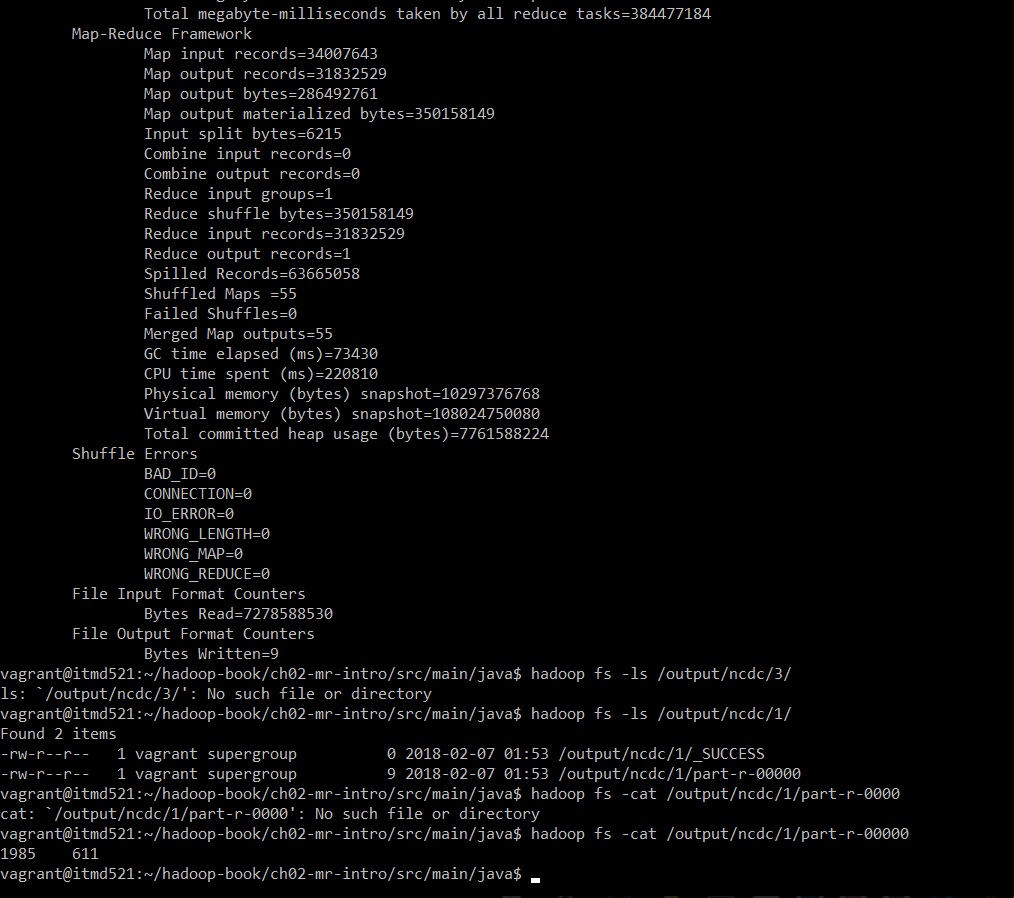 Total megabyte-milliseconds taken by all reduce tasks=384477184
Map-Reduce Framework
Map input records=34007643
Map output records=31832529
Map output bytes=286492761
Map output materialized bytes=350158149
Input split bytes=6215
Combine input records=0
Combine output records=0
Reduce input groups=1
Reduce shuffle bytes=350158149
Reduce input records=31832529
Reduce output records=1
Spilled Records=63665058
Shuffled Maps =55
Failed Shuffles=0
Merged Map outputs=55
GC time elapsed (ms)=73430
CPU time spent (ms)=220810
Physical memory (bytes) snapshot=10297376768
Virtual memory (bytes) snapshot=108024750080
Total committed heap usage (bytes)=7761588224
Shuffle Errors
BAD_ID=0
CONNECTION=0
IO_ERROR=0
WRONG_LENGTH=0
WRONG_MAP=0
WRONG_REDUCE=0
File Input Format Counters
Bytes Read=7278588530
File Output Format Counters
Bytes Written=9
vagrant@itmd521:~/hadoop-book/ch02-mr-intro/src/main/java$ hadoop fs -ls /output/ncdc/3/
ls: `/output/ncdc/3/': No such file or directory
vagrant@itmd521:~/hadoop-book/ch02-mr-intro/src/main/java$ hadoop fs -ls /output/ncdc/1/
Found 2 items
-rw-r--r--   1 vagrant supergroup          0 2018-02-07 01:53 /output/ncdc/1/_SUCCESS
-rw-r--r--   1 vagrant supergroup          9 2018-02-07 01:53 /output/ncdc/1/part-r-00000
vagrant@itmd521:~/hadoop-book/ch02-mr-intro/src/main/java$ hadoop fs -cat /output/ncdc/1/part-r-0000
cat: `/output/ncdc/1/part-r-0000': No such file or directory
vagrant@itmd521:~/hadoop-book/ch02-mr-intro/src/main/java$ hadoop fs -cat /output/ncdc/1/part-r-00000
1985    611
vagrant@itmd521:~/hadoop-book/ch02-mr-intro/src/main/java$